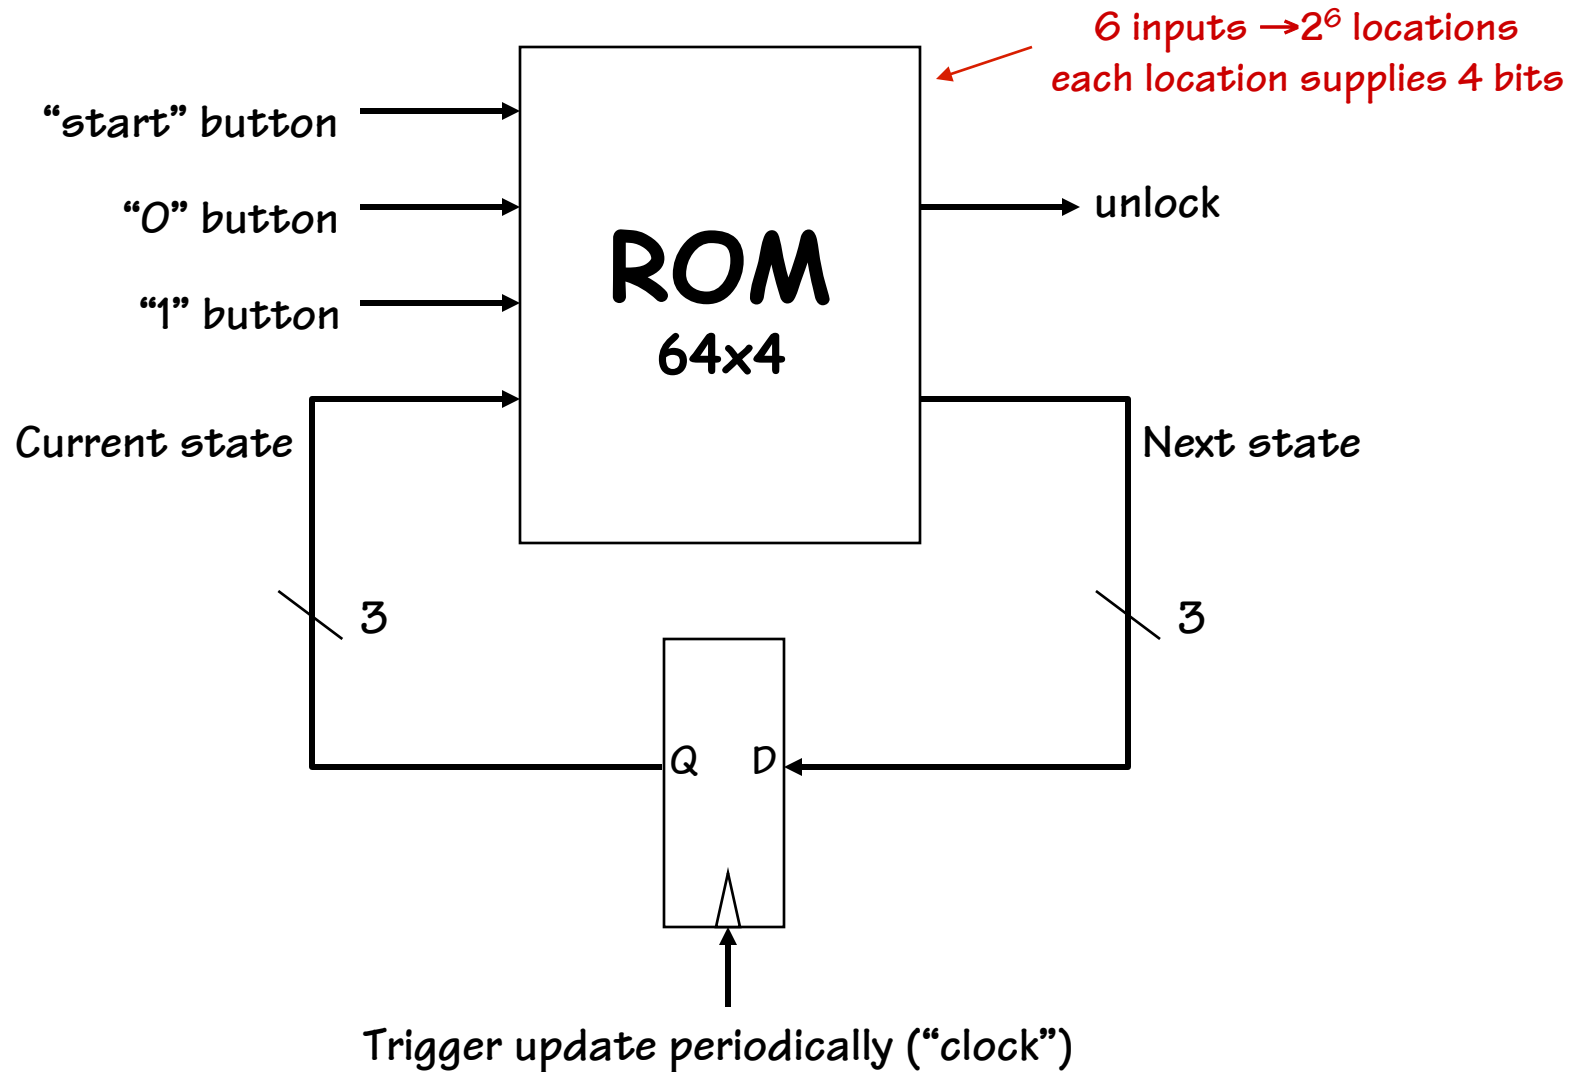 6 inputs →2⁶ locations
each location supplies 4 bits
“start” button
“0” button
unlock
“1” button
ROM
64x4
Current state
Next state
3
3
Q
D
Trigger update periodically (“clock”)